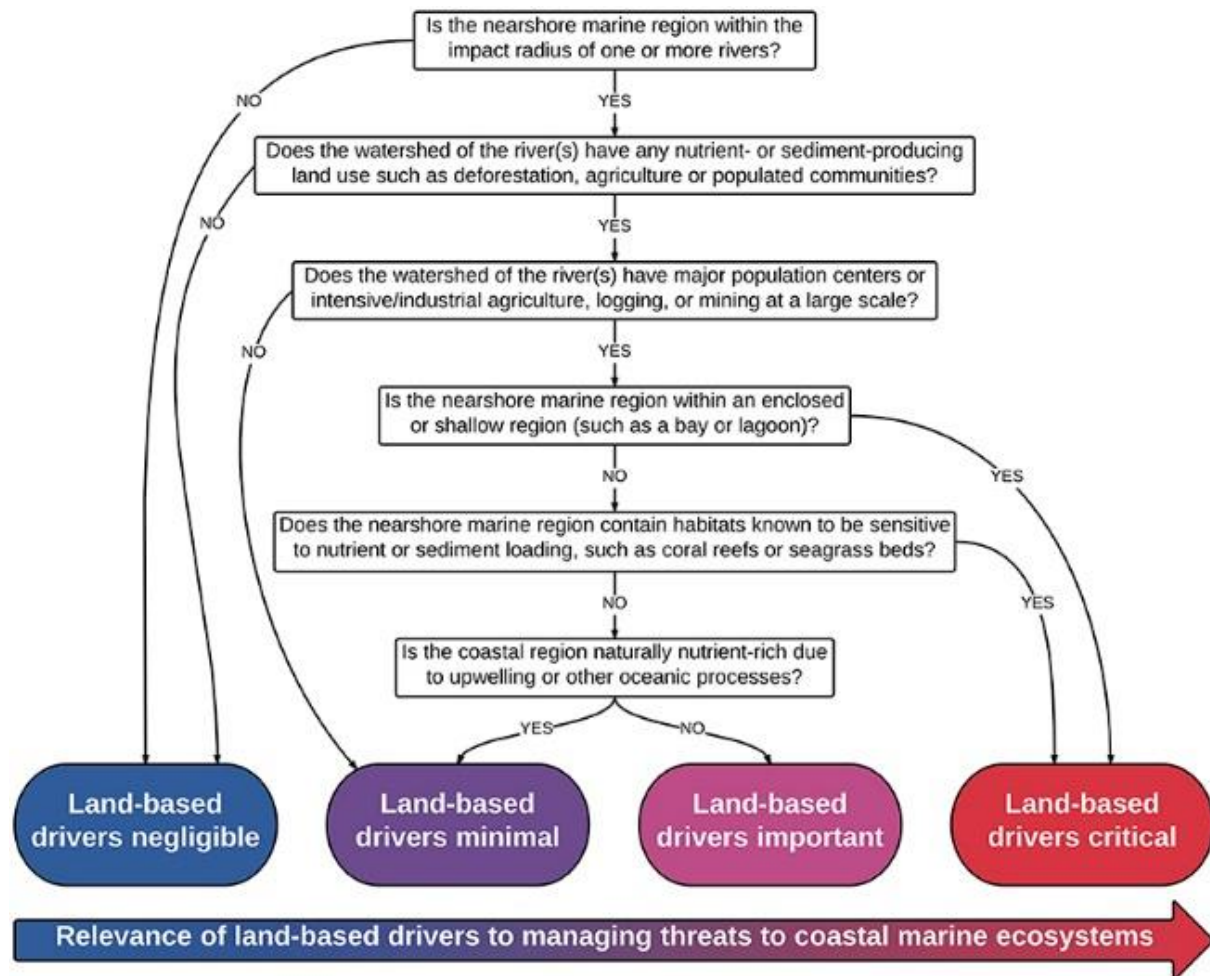 Is the nearshore marine region within the
impact radius of one or more rivers?
NO
YES
Does the watershed of the river(s) have any nutrient- or sediment-producing
land use such as deforestation, agriculture or populated communities?
NO
YES
Does the watershed of the river(s) have major population centers or
intensive/industrial agriculture, logging, or mining at a large scale?
NO
YES
Is the nearshore marine region within an enclosed
or shallow region (such as a bay or lagoon)?
NO
YES
Does the nearshore marine region contain habitats known to be sensitive
to nutrient or sediment loading, such as coral reefs or seagrass beds?
NO
YES
Is the coastal region naturally nutrient-rich due
to upwelling or other oceanic processes?
YES
NO
Land-based
drivers negligible
Land-based
drivers minimal
Land-based
drivers important
Land-based
drivers critical
Relevance of land-based drivers to managing threats to coastal marine ecosystems